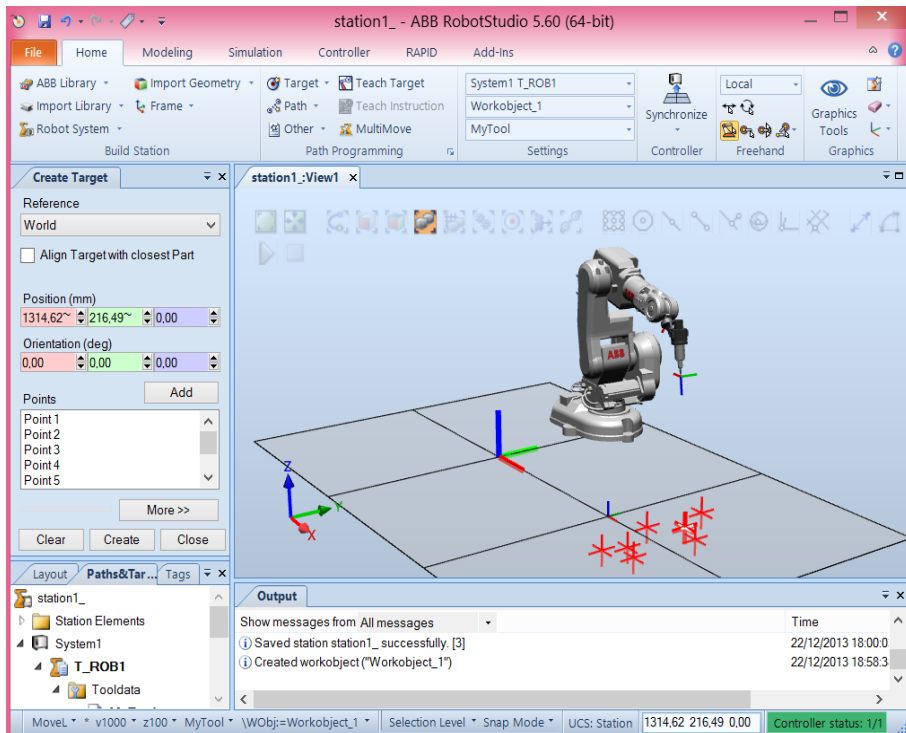 station1_ - ABB RobotStudio 5.60 (64-bit)
File Home Modeling Simulation Controller RAPID Add-Ins
ABB Library Import Geometry Target Teach Target System1 T_ROB1 Local
Import Library Frame Path Teach Instruction Workobject_1 Synchronize Graphics
Robot System Other MultiMove MyTool Tools
Build Station Path Programming Settings Controller Freehand Graphics
Create Target station1_:View1
Reference
World
Align Target with closest Part
Position (mm)
1314,62~ 216,49~ 0,00
Orientation (deg)
0,00 0,00 0,00
Add
Points
Point 1
Point 2
Point 3
Point 4
Point 5
More >>
Clear Create Close
ABB
Z
Y
X
Layout Paths&Tar... Tags
station1_
Station Elements
System1
T_ROB1
Tooldata
Output
Show messages from All messages Time
Saved station station1_ successfully. [3] 22/12/2013 18:00:0
Created workobject ("Workobject_1") 22/12/2013 18:58:3
MoveL * v1000 z100 MyTool \WObj:=Workobject_1 Selection Level Snap Mode UCS: Station 1314,62 216,49 0,00 Controller status: 1/1